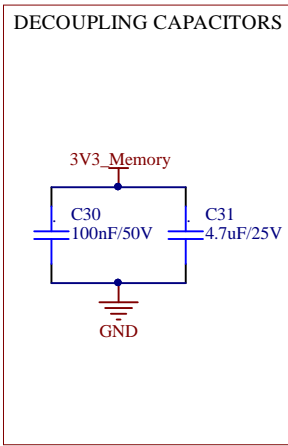 DECOUPLING CAPACITORS
3V3_Memory
C30
100nF/50V
C31
4.7uF/25V
GND